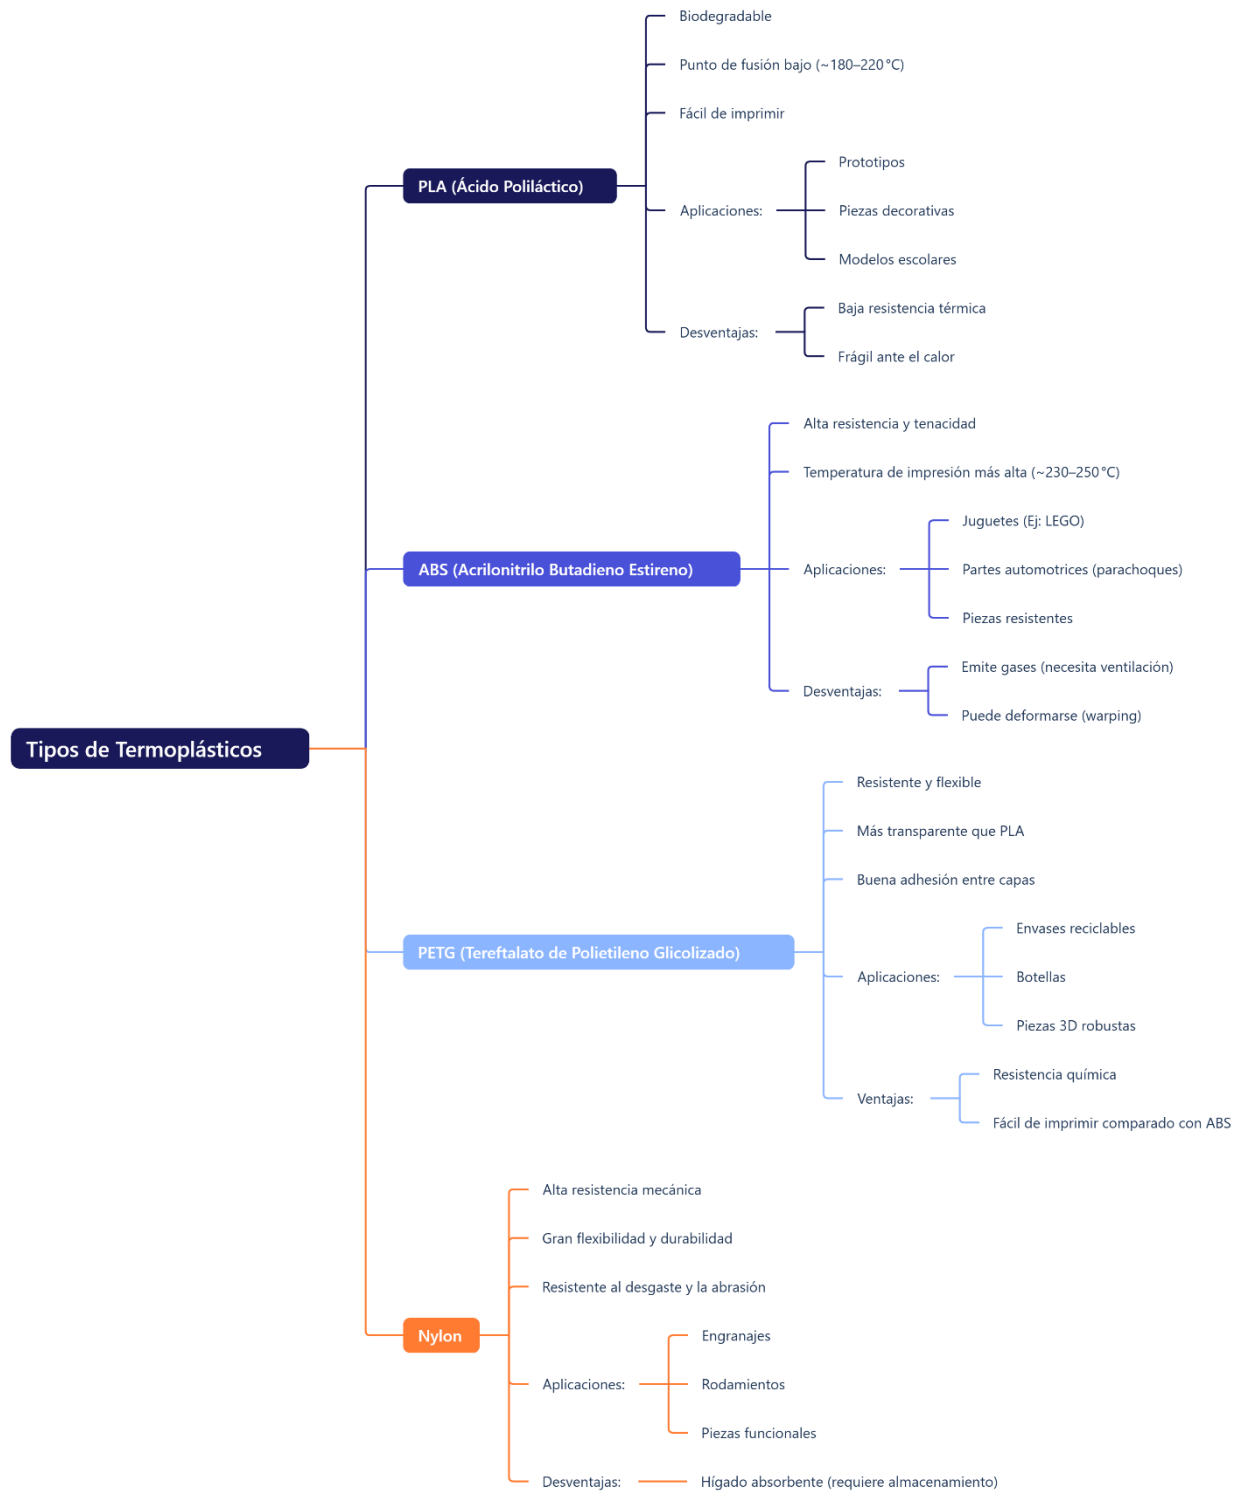 Tipos de Termoplásticos
PLA (Ácido Poliláctico)
Biodegradable
Punto de fusión bajo (~180–220 °C)
Fácil de imprimir
Aplicaciones:
Prototipos
Piezas decorativas
Modelos escolares
Desventajas:
Baja resistencia térmica
Frágil ante el calor
ABS (Acrilonitrilo Butadieno Estireno)
Alta resistencia y tenacidad
Temperatura de impresión más alta (~230–250 °C)
Aplicaciones:
Juguetes (Ej: LEGO)
Partes automotrices (parachoques)
Piezas resistentes
Desventajas:
Emite gases (necesita ventilación)
Puede deformarse (warping)
PETG (Tereftalato de Polietileno Glicolizado)
Resistente y flexible
Más transparente que PLA
Buena adhesión entre capas
Aplicaciones:
Envases reciclables
Botellas
Piezas 3D robustas
Ventajas:
Resistencia química
Fácil de imprimir comparado con ABS
Nylon
Alta resistencia mecánica
Gran flexibilidad y durabilidad
Resistente al desgaste y la abrasión
Aplicaciones:
Engranajes
Rodamientos
Piezas funcionales
Desventajas:
Hígado absorbente (requiere almacenamiento)